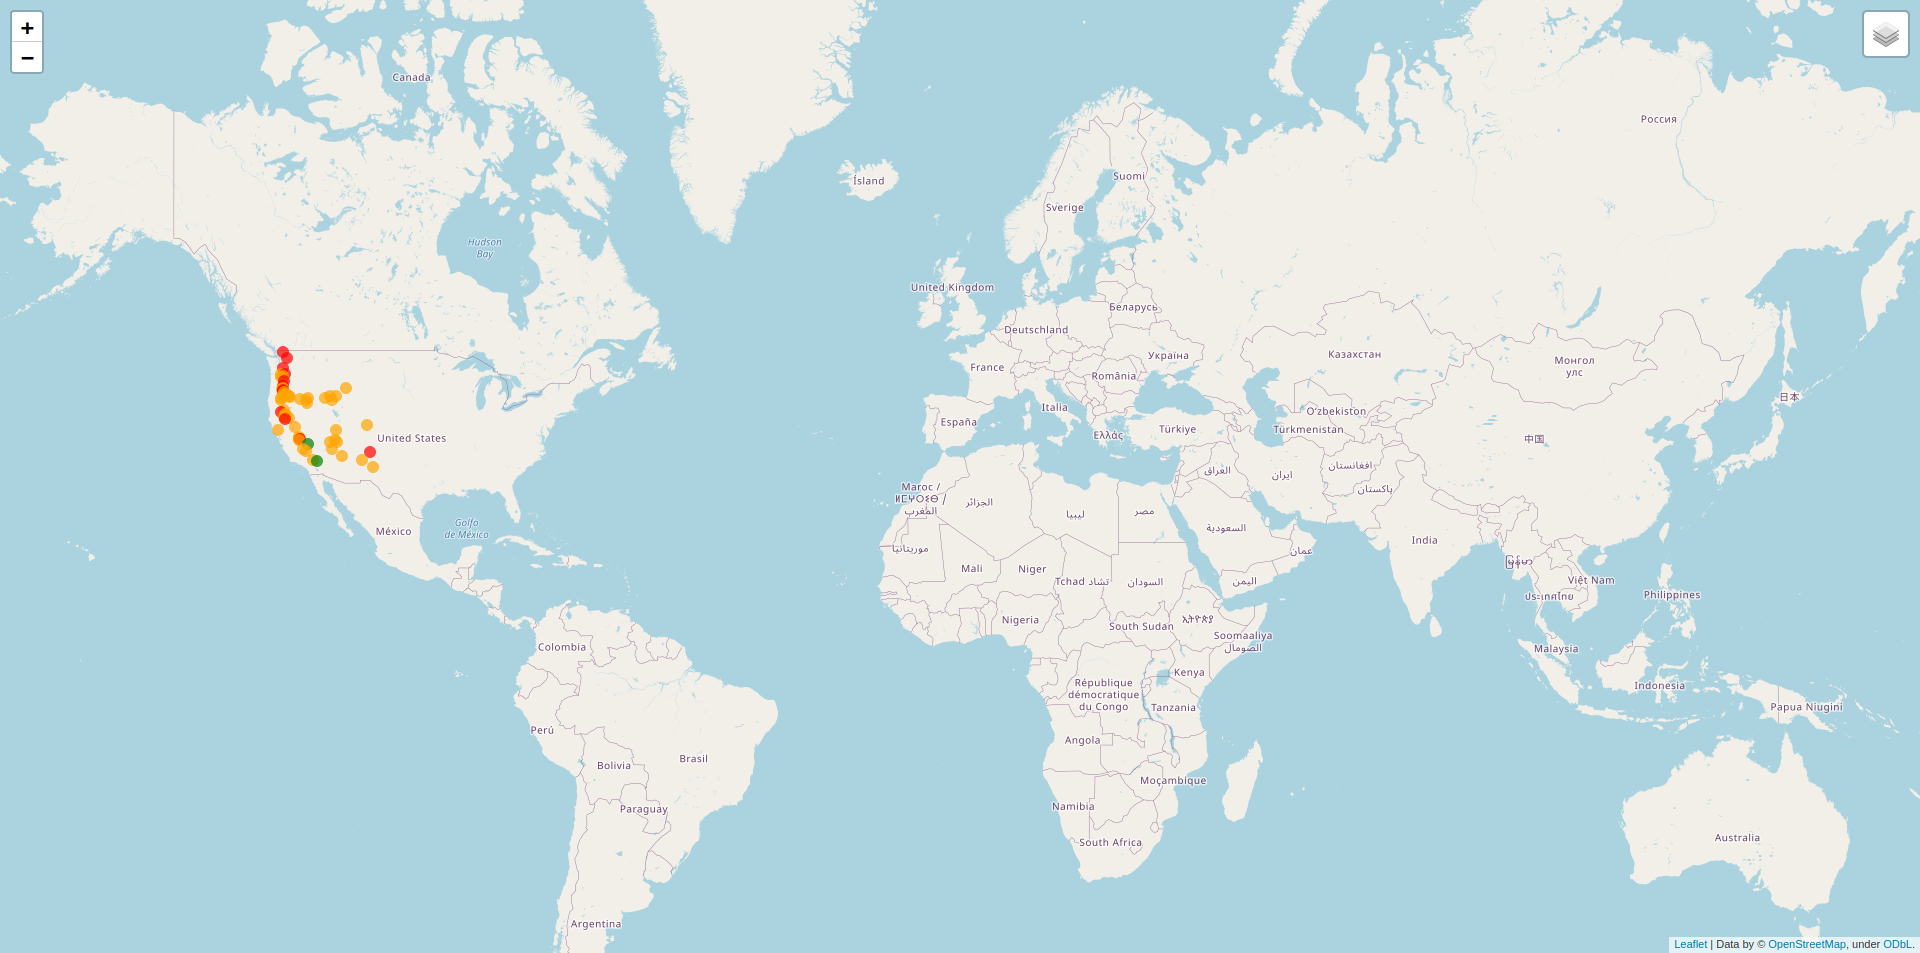 +
−
Canada
Россия
Ísland
Suomi
Sverige
Hudson
Bay
United Kingdom
Беларусь
Deutschland
Україна
Казахстан
Монгол
улс
France
România
日本
Italia
O'zbekiston
España
Türkiye
Türkmenistan
Ελλάς
United States
中国
العراق
افغانستان
ایران
پاکستان
Maroc /
ⵍⵎⵖⵔⵉⴱ /
المغرب
الجزائر
ليبيا
مصر
السعودية
Golfo
de México
México
India
موريتانيا
عمان
မြန်မာ
Mali
Niger
Tchad تشاد
السودان
اليمن
Việt Nam
ประเทศไทย
Philippines
Nigeria
South Sudan
ኢትዮጵያ
Soomaaliya
الصومال
Colombia
Malaysia
Kenya
République
démocratique
du Congo
Indonesia
Tanzania
Papua Niugini
Perú
Angola
Brasil
Bolivia
Moçambique
Namibia
Paraguay
Australia
South Africa
Argentina
Leaflet | Data by © OpenStreetMap, under ODbL.